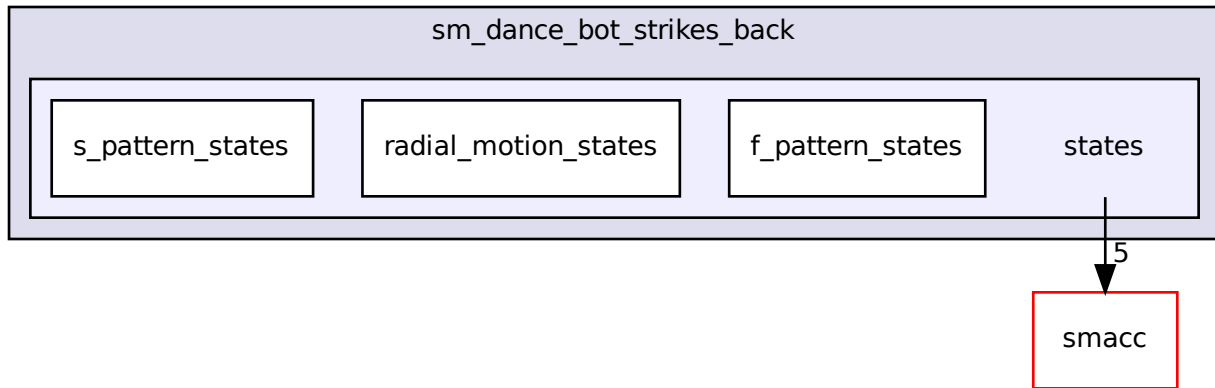 sm_dance_bot_strikes_back
s_pattern_states
radial_motion_states
f_pattern_states
states
5
smacc